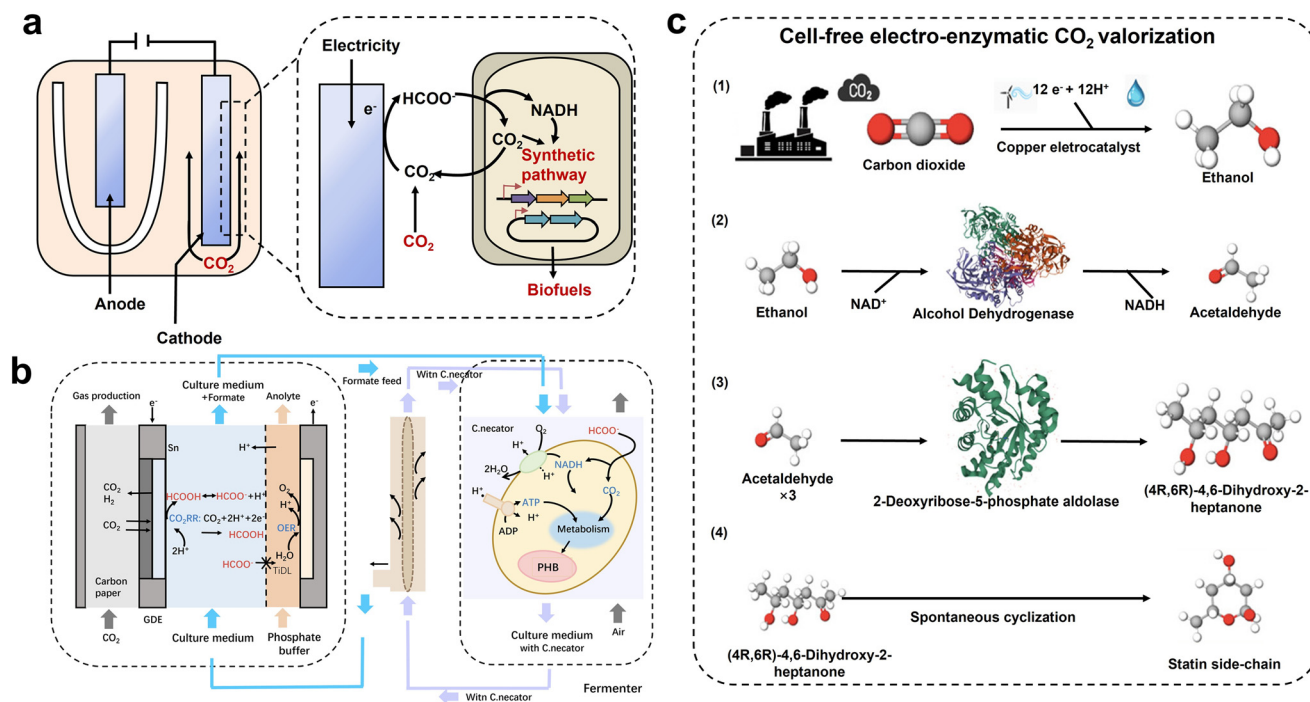 a
Electricity
e-
HCOO-
NADH
CO2
Synthetic
pathway
CO2
CO2
Biofuels
CO2
Anode
Cathode
b
Gas production
Culture medium
+Formate
Anolyte
e-
e-
Sn
H+
CO2
H2
CO2
HCOOH
HCOO-
+H+
CO2RR: CO2+2H++2e-
HCOOH
2H+
HCOO-
O2
H+
OER
H2O
TiDL
Carbon
paper
GDE
CO2
Culture medium
Phosphate
buffer
Formate feed
Witn C.necator
C.necator
O2
H+
HCOO-
2H2O
H+
NADH
CO2
H+
ATP
H+
ADP
Metabolism
PHB
Culture medium
with C.necator
Air
Witn C.necator
Fermenter
c
Cell-free electro-enzymatic CO2 valorization
(1)
CO2
Carbon dioxide
12 e- + 12H+
Copper eletrocatalyst
Ethanol
(2)
Ethanol
NAD+
Alcohol Dehydrogenase
NADH
Acetaldehyde
(3)
Acetaldehyde
×3
2-Deoxyribose-5-phosphate aldolase
(4R,6R)-4,6-Dihydroxy-2-
heptanone
(4)
(4R,6R)-4,6-Dihydroxy-2-
heptanone
Spontaneous cyclization
Statin side-chain